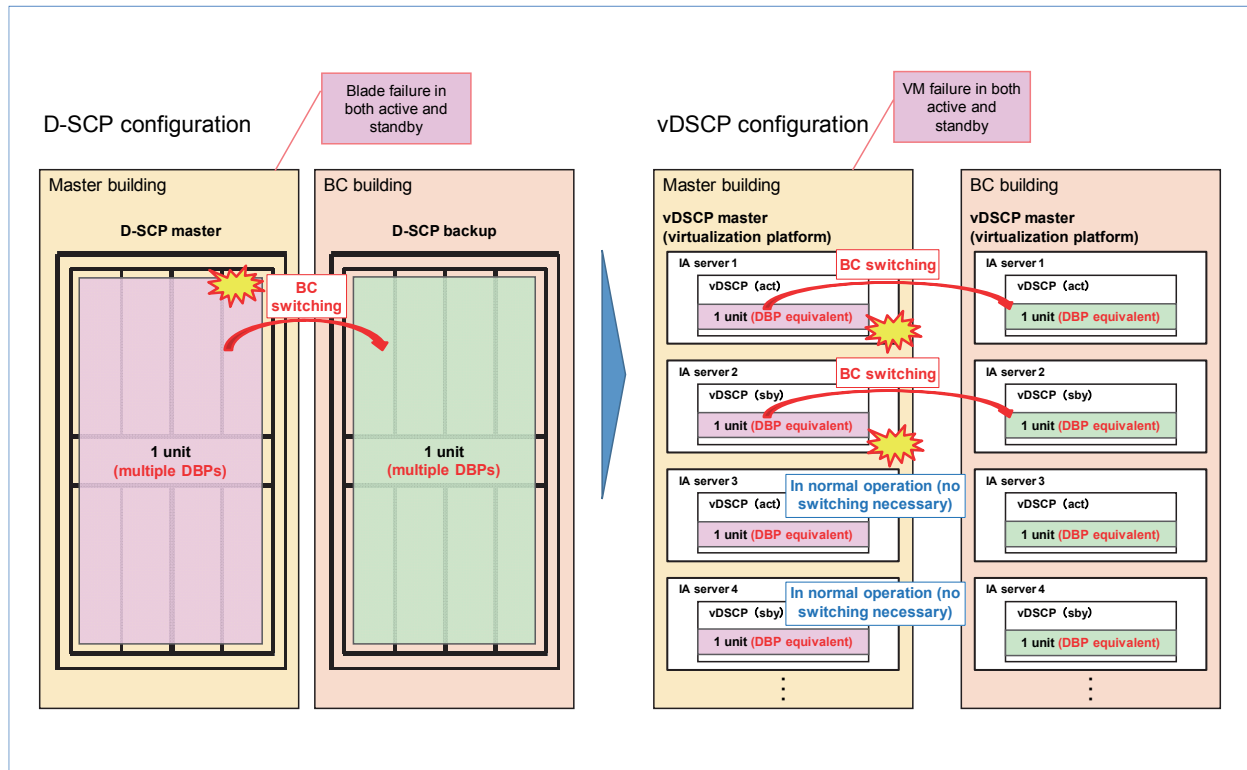 Blade failure in
both active and
standby
D-SCP configuration
Master building
D-SCP master
BC building
D-SCP backup
BC
switching
1 unit
(multiple DBPs)
1 unit
(multiple DBPs)
VM failure in both
active and
standby
vDSCP configuration
Master building
vDSCP master
(virtualization platform)
BC building
vDSCP master
(virtualization platform)
IA server 1
vDSCP (act)
1 unit (DBP equivalent)
BC switching
IA server 1
vDSCP (act)
1 unit (DBP equivalent)
IA server 2
vDSCP (sby)
1 unit (DBP equivalent)
BC switching
IA server 2
vDSCP (sby)
1 unit (DBP equivalent)
IA server 3
vDSCP (act)
1 unit (DBP equivalent)
In normal operation (no
switching necessary)
IA server 3
vDSCP (act)
1 unit (DBP equivalent)
IA server 4
vDSCP (sby)
1 unit (DBP equivalent)
In normal operation (no
switching necessary)
IA server 4
vDSCP (sby)
1 unit (DBP equivalent)
⋮
⋮